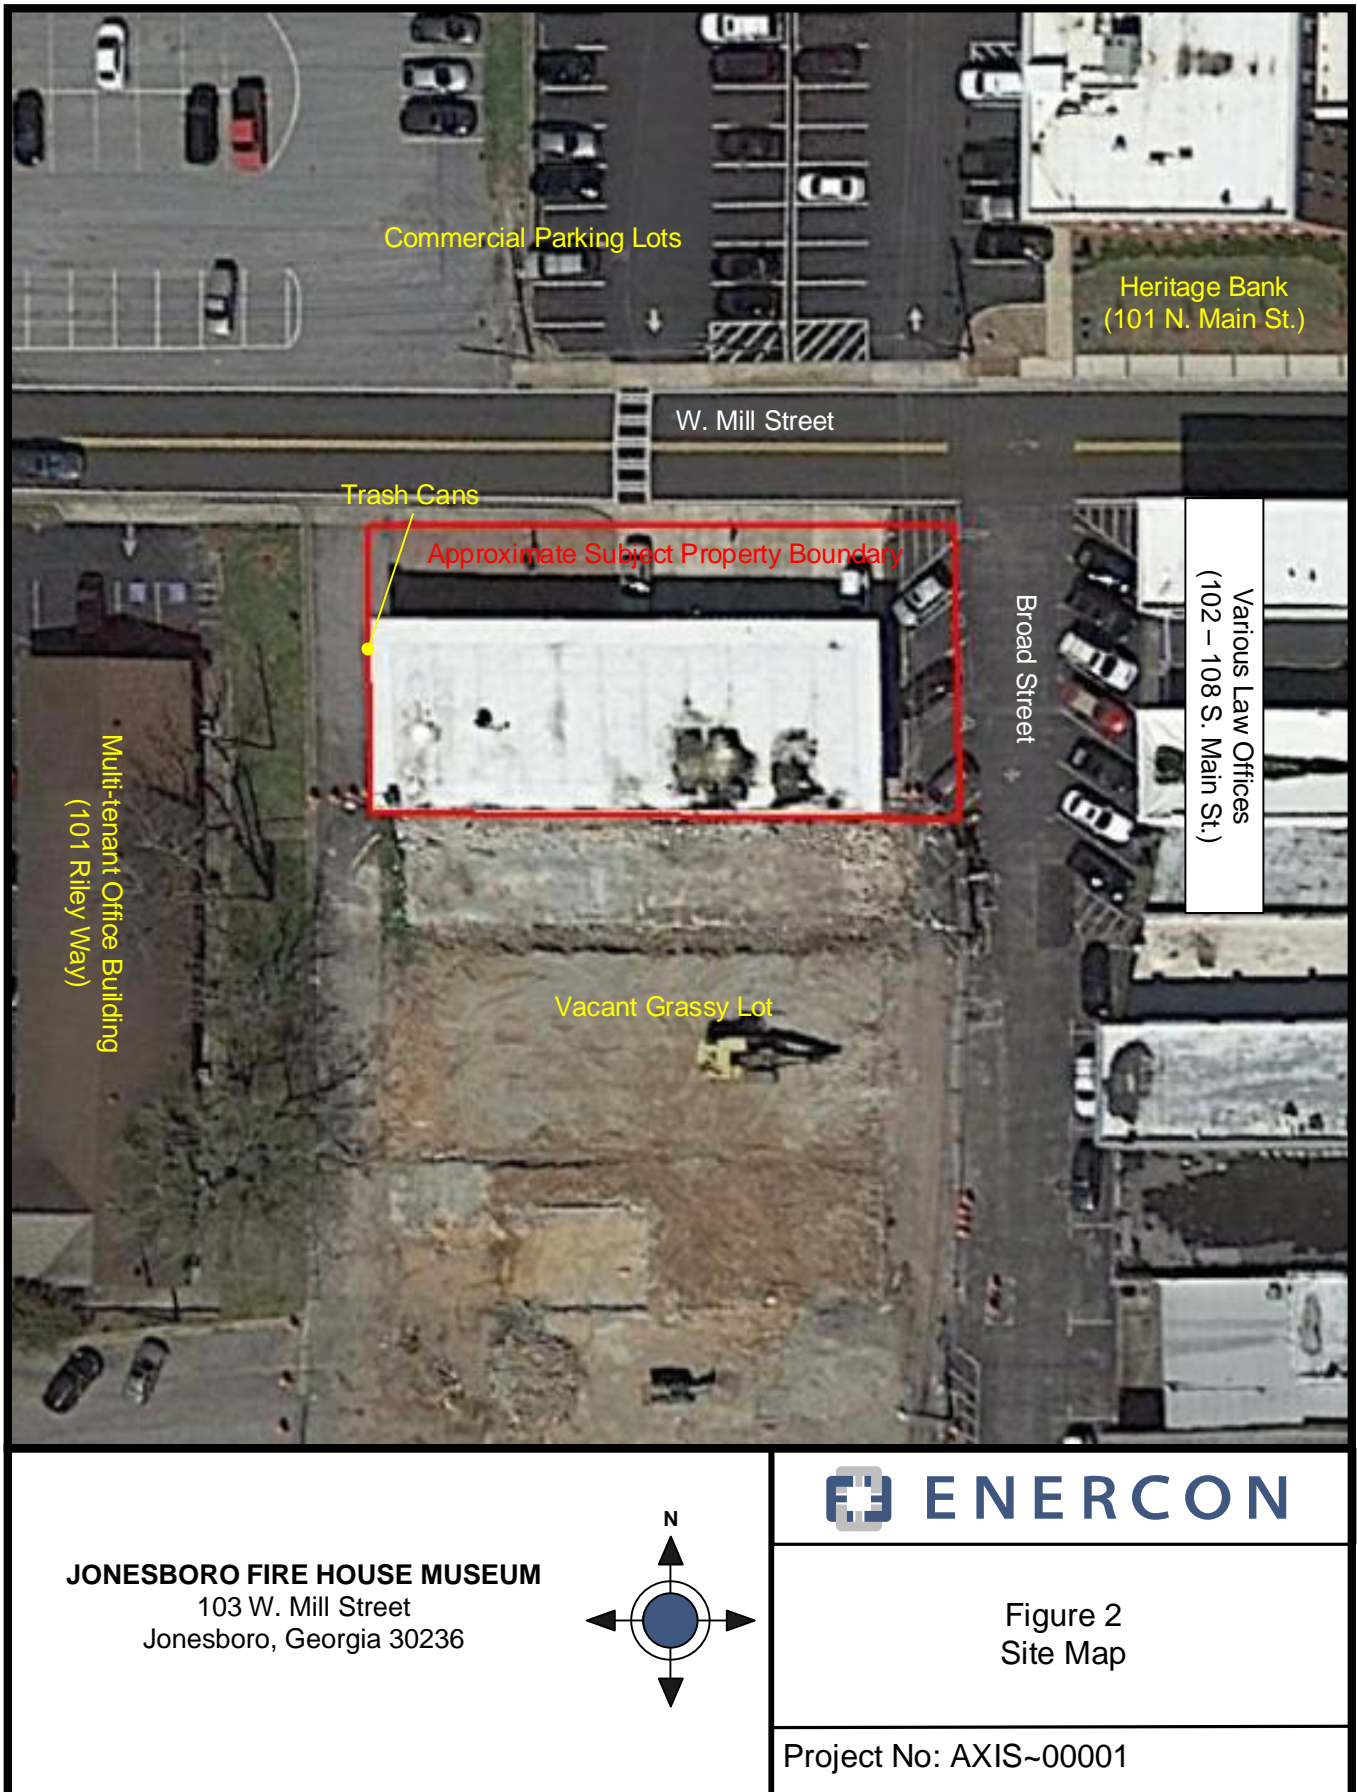 Commercial Parking Lots
Heritage Bank
(101 N. Main St.)
W. Mill Street
Trash Cans
Approximate Subject Property Boundary
Broad Street
Various Law Offices
(102 – 108 S. Main St.)
Multi-tenant Office Building
(101 Riley Way)
Vacant Grassy Lot
JONESBORO FIRE HOUSE MUSEUM
103 W. Mill Street
Jonesboro, Georgia 30236
N
ENERCON
Figure 2
Site Map
Project No: AXIS~00001